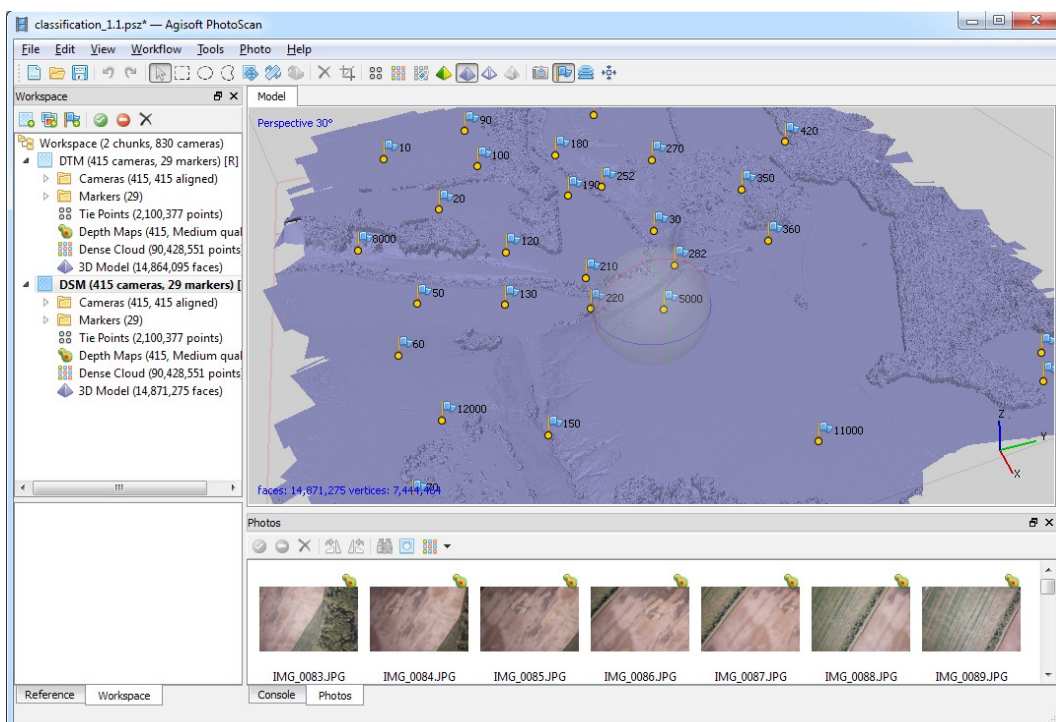 classification_1.1.psz* — Agisoft PhotoScan
File Edit View Workflow Tools Photo Help
Workspace
Model
Workspace (2 chunks, 830 cameras)
DTM (415 cameras, 29 markers) [R]
Cameras (415, 415 aligned)
Markers (29)
Tie Points (2,100,377 points)
Depth Maps (415, Medium qual
Dense Cloud (90,428,551 points
3D Model (14,864,095 faces)
DSM (415 cameras, 29 markers) [
Cameras (415, 415 aligned)
Markers (29)
Tie Points (2,100,377 points)
Depth Maps (415, Medium qual
Dense Cloud (90,428,551 points
3D Model (14,871,275 faces)
Perspective 30°
90
420
10
100
180
270
190
252
350
20
30
360
8000
120
282
210
50
130
220
5000
60
12000
150
11000
70
Z
Y
X
faces: 14,871,275 vertices: 7,444,464
Photos
IMG_0083.JPG
IMG_0084.JPG
IMG_0085.JPG
IMG_0086.JPG
IMG_0087.JPG
IMG_0088.JPG
IMG_0089.JPG
Reference Workspace
Console Photos